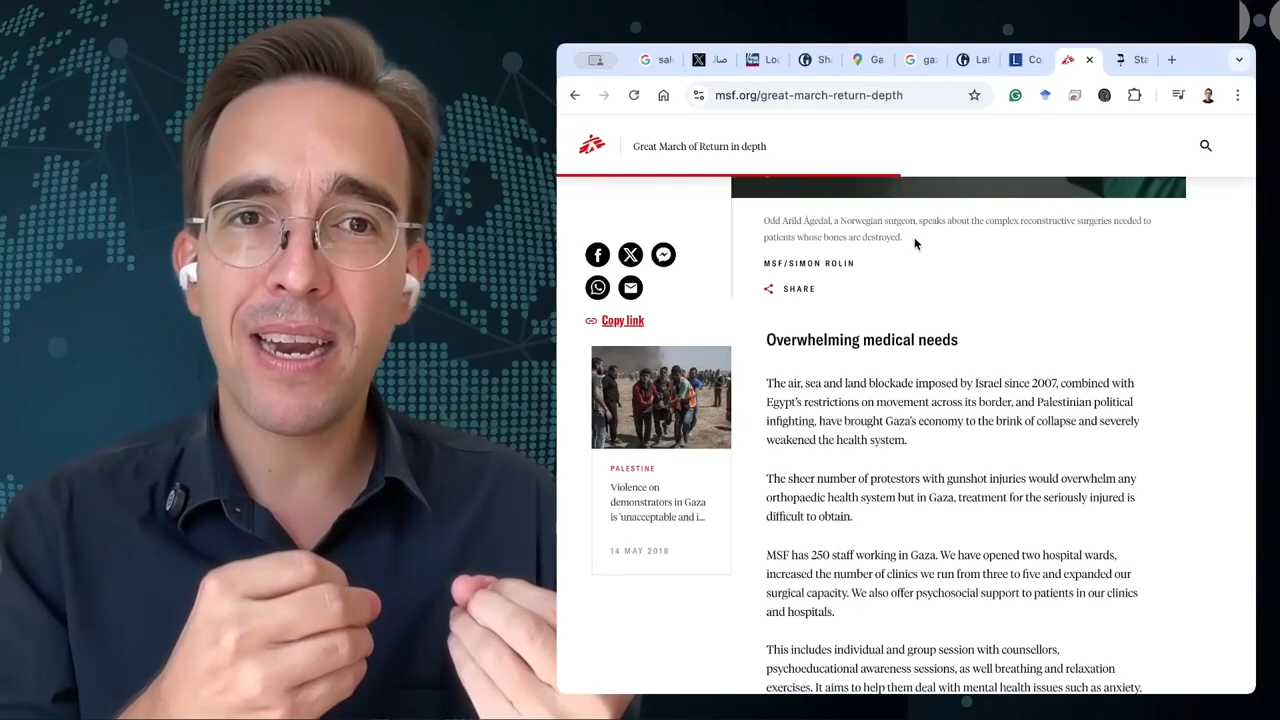 sal
صا
Loc
Sh
Ga
ga
Lat
Co
Sta
msf.org/great-march-return-depth
Great March of Return in depth
Odd Arild Ågedal, a Norwegian surgeon, speaks about the complex reconstructive surgeries needed to
patients whose bones are destroyed.
MSF/SIMON ROLIN
SHARE
Copy link
PALESTINE
Violence on
demonstrators in Gaza
is 'unacceptable and i...
14 MAY 2018
Overwhelming medical needs
The air, sea and land blockade imposed by Israel since 2007, combined with
Egypt's restrictions on movement across its border, and Palestinian political
infighting, have brought Gaza's economy to the brink of collapse and severely
weakened the health system.
The sheer number of protestors with gunshot injuries would overwhelm any
orthopaedic health system but in Gaza, treatment for the seriously injured is
difficult to obtain.
MSF has 250 staff working in Gaza. We have opened two hospital wards,
increased the number of clinics we run from three to five and expanded our
surgical capacity. We also offer psychosocial support to patients in our clinics
and hospitals.
This includes individual and group session with counsellors,
psychoeducational awareness sessions, as well breathing and relaxation
exercises. It aims to help them deal with mental health issues such as anxiety,